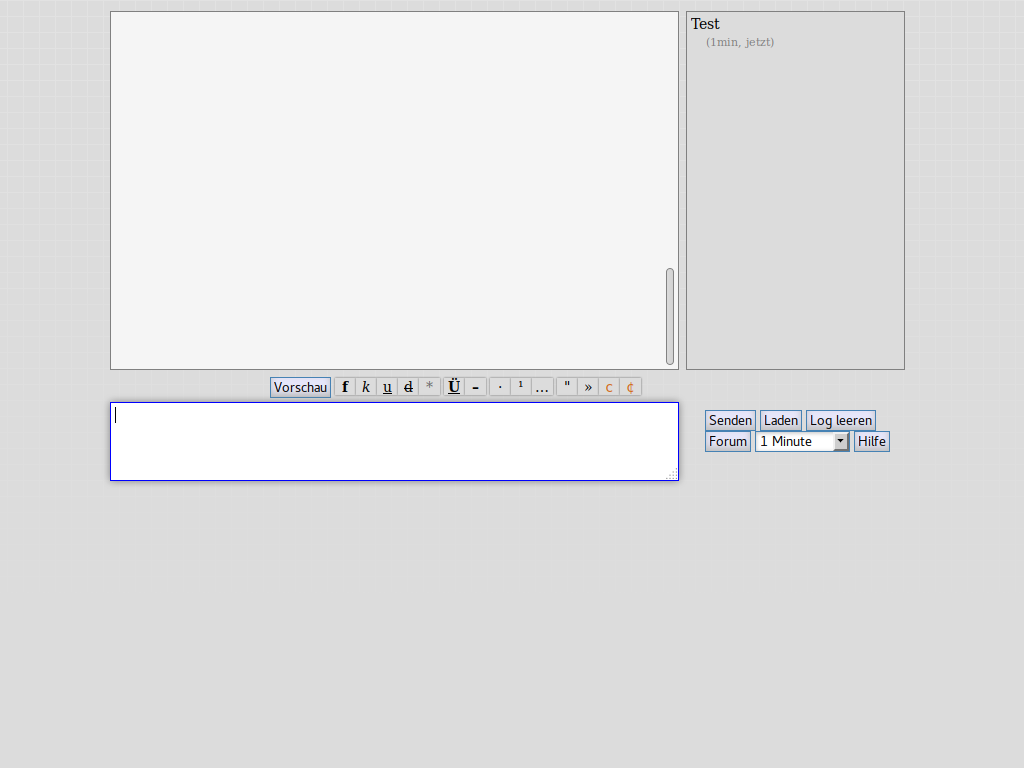 Test
(1min, jetzt)
Vorschau f k u d * Ü – · ¹ … " » c ¢
Senden Laden Log leeren
Forum 1 Minute Hilfe